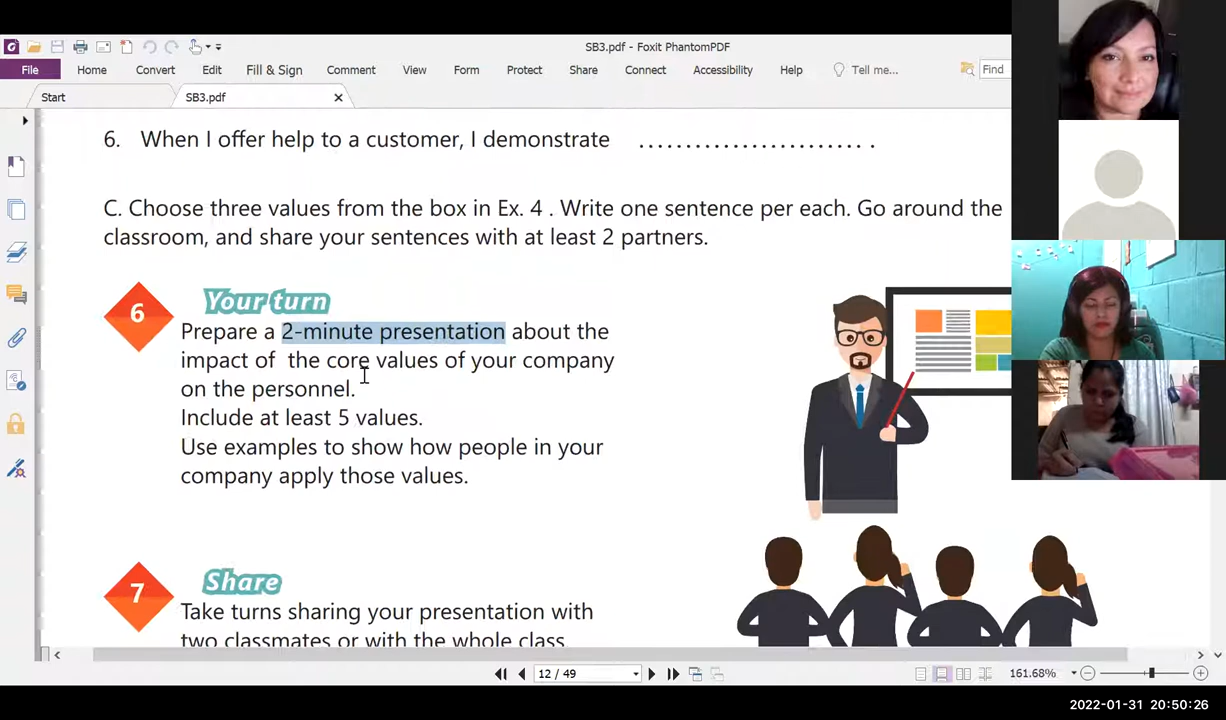 SB3.pdf - Foxit PhantomPDF
File Home Convert Edit Fill & Sign Comment View Form Protect Share Connect Accessibility Help Tell me... Find
Start SB3.pdf
6. When I offer help to a customer, I demonstrate ........................ .
C. Choose three values from the box in Ex. 4 . Write one sentence per each. Go around the
classroom, and share your sentences with at least 2 partners.
6 Your turn
Prepare a 2-minute presentation about the
impact of the core values of your company
on the personnel.
Include at least 5 values.
Use examples to show how people in your
company apply those values.
7 Share
Take turns sharing your presentation with
two classmates or with the whole class.
12 / 49 161.68%
2022-01-31 20:50:26